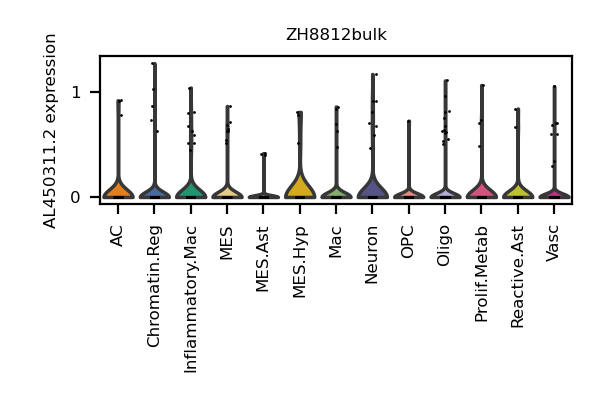 ZH8812bulk
AL450311.2 expression
1
0
AC
Chromatin.Reg
Inflammatory.Mac
MES
MES.Ast
MES.Hyp
Mac
Neuron
OPC
Oligo
Prolif.Metab
Reactive.Ast
Vasc